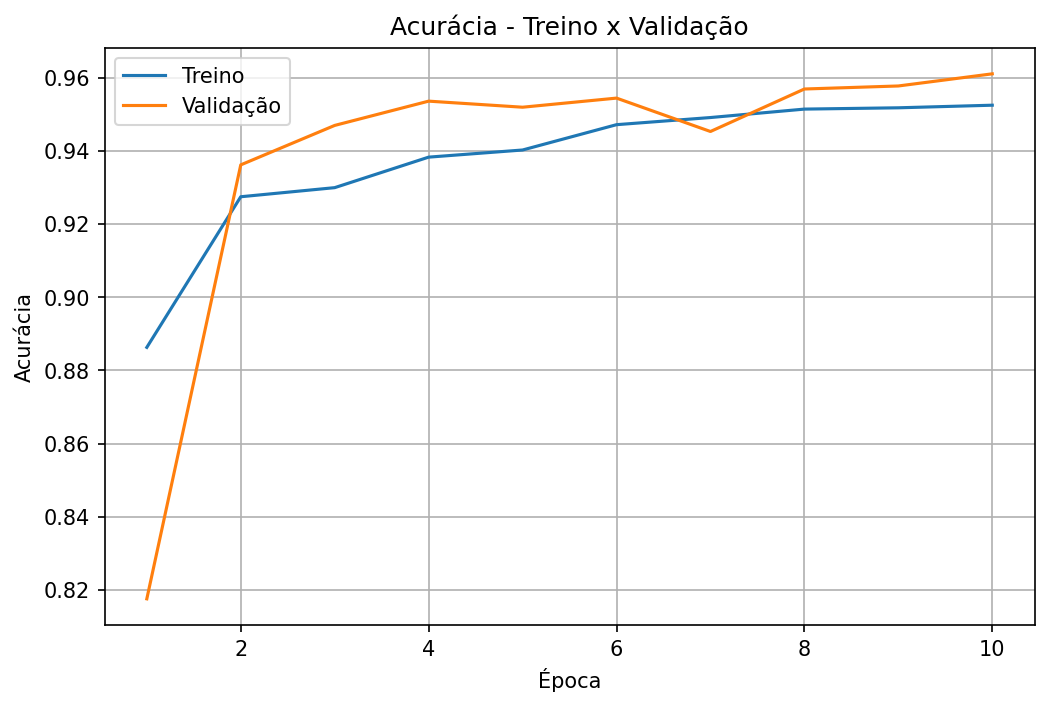 Acurácia - Treino x Validação
Treino
Validação
0.96
0.94
0.92
0.90
0.88
0.86
0.84
0.82
Acurácia
2 4 6 8 10
Época